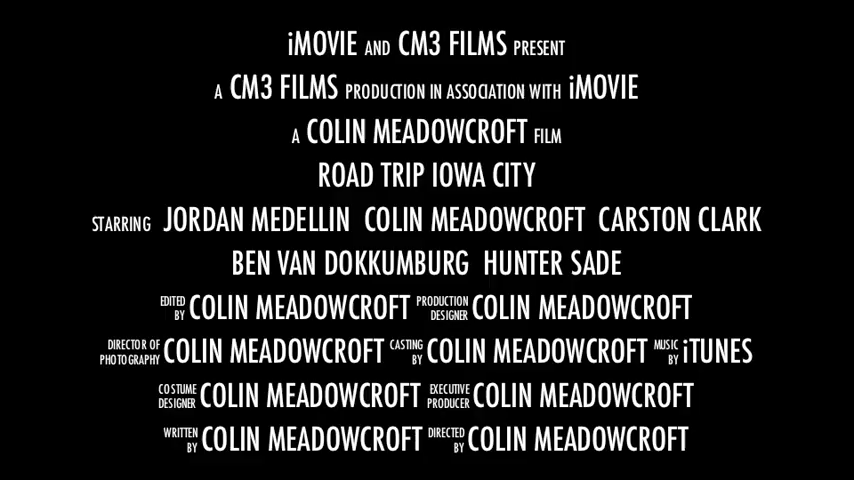 iMOVIE AND CM3 FILMS PRESENT
A CM3 FILMS PRODUCTION IN ASSOCIATION WITH iMOVIE
A COLIN MEADOWCROFT FILM
ROAD TRIP IOWA CITY
STARRING JORDAN MEDELLIN COLIN MEADOWCROFT CARSTON CLARK
BEN VAN DOKKUMBURG HUNTER SADE
EDITED BY COLIN MEADOWCROFT PRODUCTION DESIGNER COLIN MEADOWCROFT
DIRECTOR OF PHOTOGRAPHY COLIN MEADOWCROFT CASTING BY COLIN MEADOWCROFT MUSIC BY iTUNES
COSTUME DESIGNER COLIN MEADOWCROFT EXECUTIVE PRODUCER COLIN MEADOWCROFT
WRITTEN BY COLIN MEADOWCROFT DIRECTED BY COLIN MEADOWCROFT